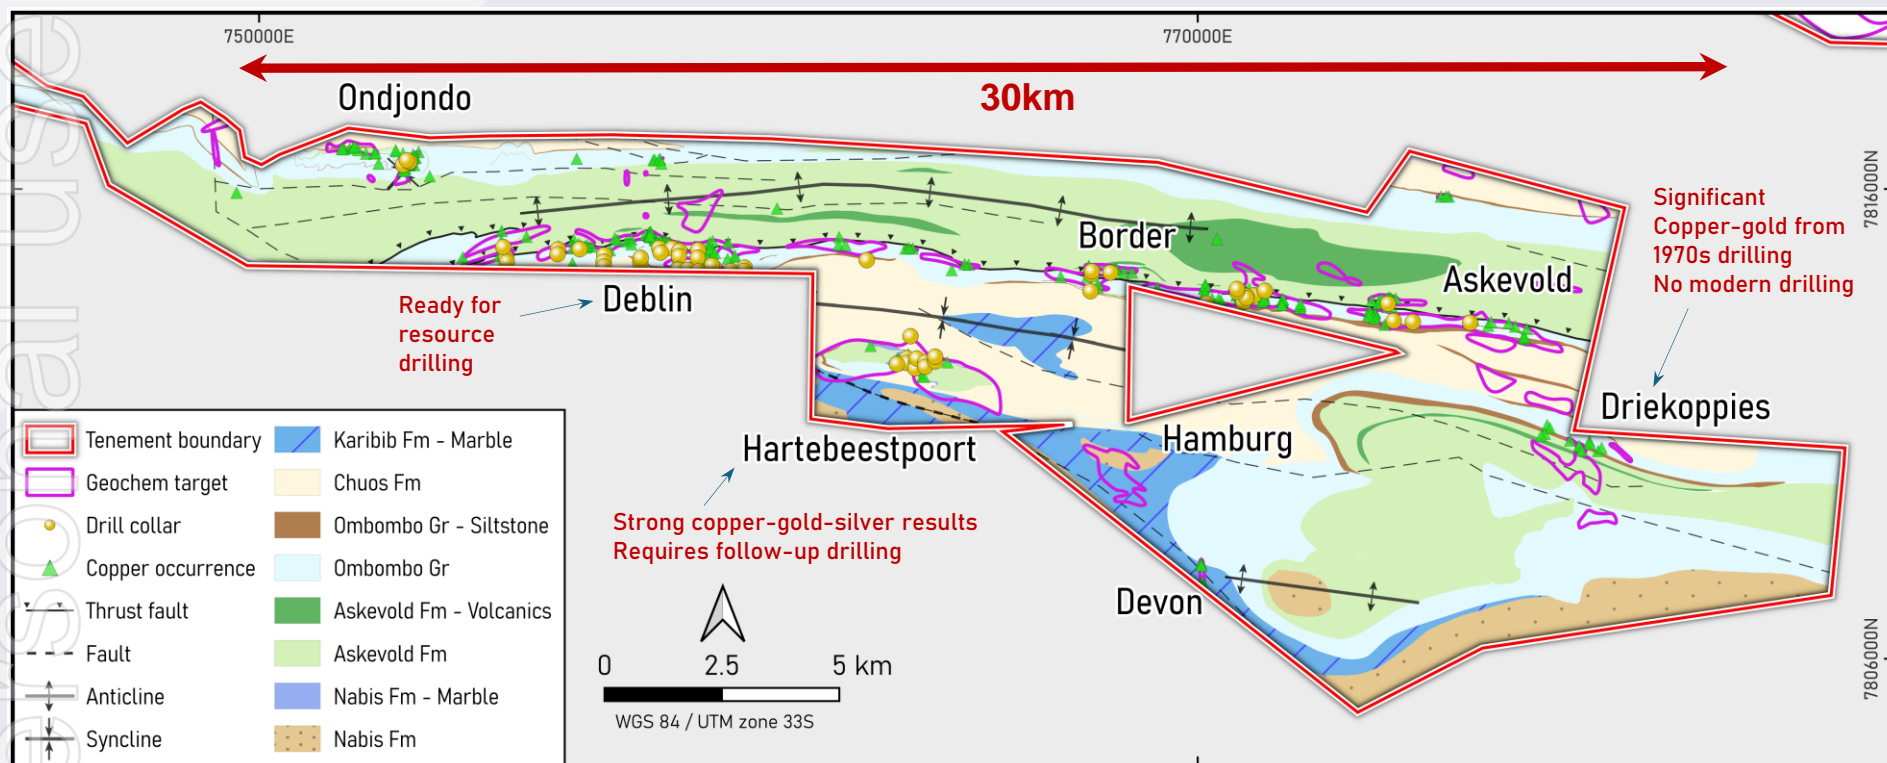 750000E
770000E
30km
Ondjondo
7816000N
Significant
Copper-gold from
1970s drilling
No modern drilling
Border
Askevold
Ready for
resource
drilling
Deblin
Driekoppies
Hartebeestpoort
Hamburg
Strong copper-gold-silver results
Requires follow-up drilling
Devon
7806000N
0 2.5 5 km
WGS 84 / UTM zone 33S
Tenement boundary
Geochem target
Drill collar
Copper occurrence
Thrust fault
Fault
Anticline
Syncline
Karibib Fm - Marble
Chuos Fm
Ombombo Gr - Siltstone
Ombombo Gr
Askevold Fm - Volcanics
Askevold Fm
Nabis Fm - Marble
Nabis Fm
ersonal use